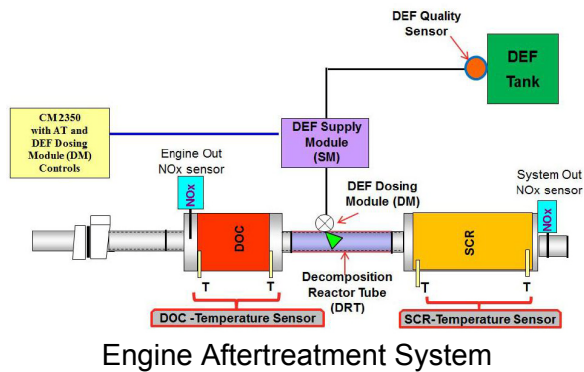 DEF Quality
Sensor
DEF
Tank
CM2350
with AT and
DEF Dosing
Module (DM)
Controls
DEF Supply
Module
(SM)
Engine Out
NOx sensor
System Out
NOx sensor
NOx
DEF Dosing
Module (DM)
NOx
DOC
SCR
Decomposition
Reactor Tube
(DRT)
T
T
T
T
DOC -Temperature Sensor
SCR-Temperature Sensor
Engine Aftertreatment System